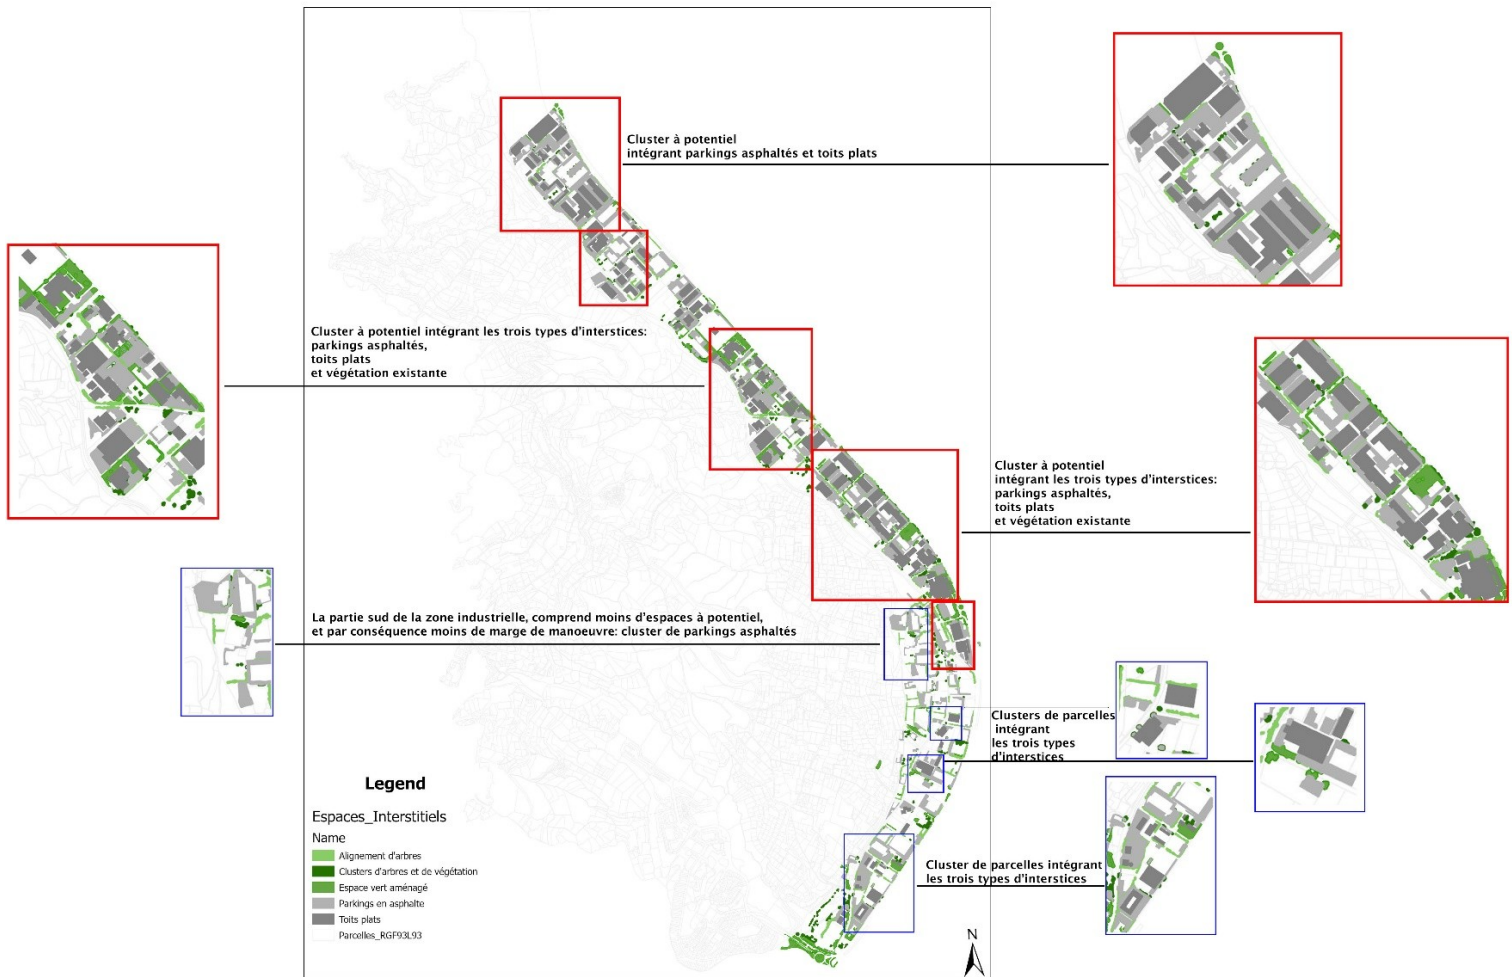 Cluster à potentiel
intégrant parkings asphaltés et toits plats
Cluster à potentiel intégrant les trois types d'interstices:
parkings asphaltés,
toits plats
et végétation existante
Cluster à potentiel
intégrant les trois types d'interstices:
parkings asphaltés,
toits plats
et végétation existante
La partie sud de la zone industrielle, comprend moins d'espaces à potentiel,
et par conséquence moins de marge de manoeuvre: cluster de parkings asphaltés
Clusters de parcelles
intégrant
les trois types
d'interstices
Cluster de parcelles intégrant
les trois types d'interstices
Legend
Espaces_Interstitiels
Name
Alignement d'arbres
Clusters d'arbres et de végétation
Espace vert aménagé
Parkings en asphalte
Toits plats
Parcelles_RGF93L93
N